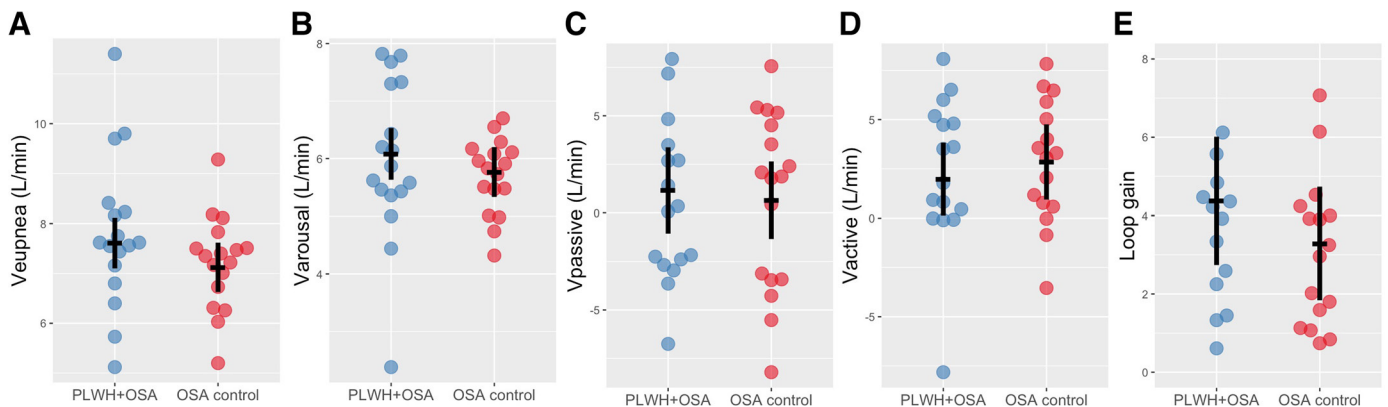 A
Veupnea (L/min)
10
8
6
PLWH+OSA OSA control
B
Varousal (L/min)
8
6
4
PLWH+OSA OSA control
C
Vpassive (L/min)
5
0
-5
PLWH+OSA OSA control
D
Vactive (L/min)
5
0
-5
PLWH+OSA OSA control
E
Loop gain
8
6
4
2
0
PLWH+OSA OSA control